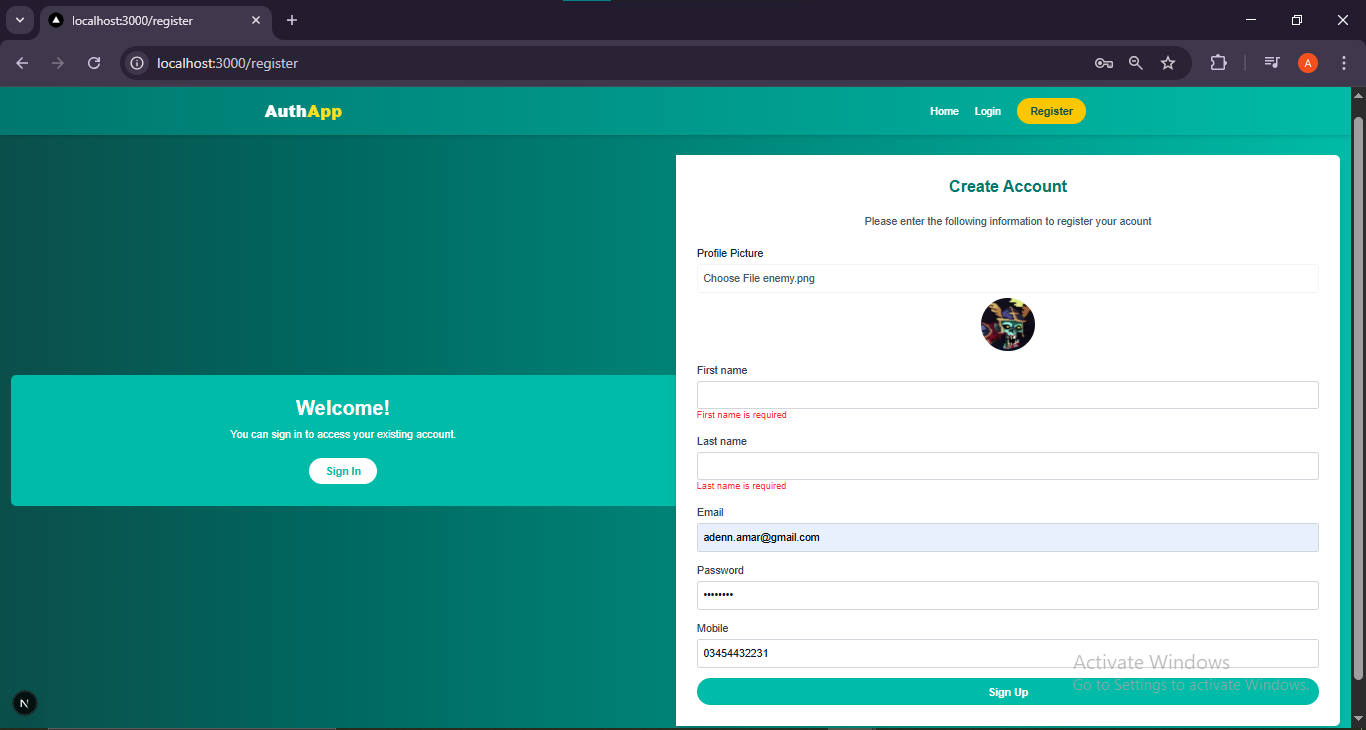 localhost:3000/register
localhost:3000/register
A
AuthApp
Home Login Register
Create Account
Please enter the following information to register your acount
Profile Picture
Choose File enemy.png
First name
First name is required
Last name
Last name is required
Email
adenn.amar@gmail.com
Password
••••••••
Mobile
03454432231
Sign Up
Welcome!
You can sign in to access your existing account.
Sign In
N
Activate Windows
Go to Settings to activate Windows.